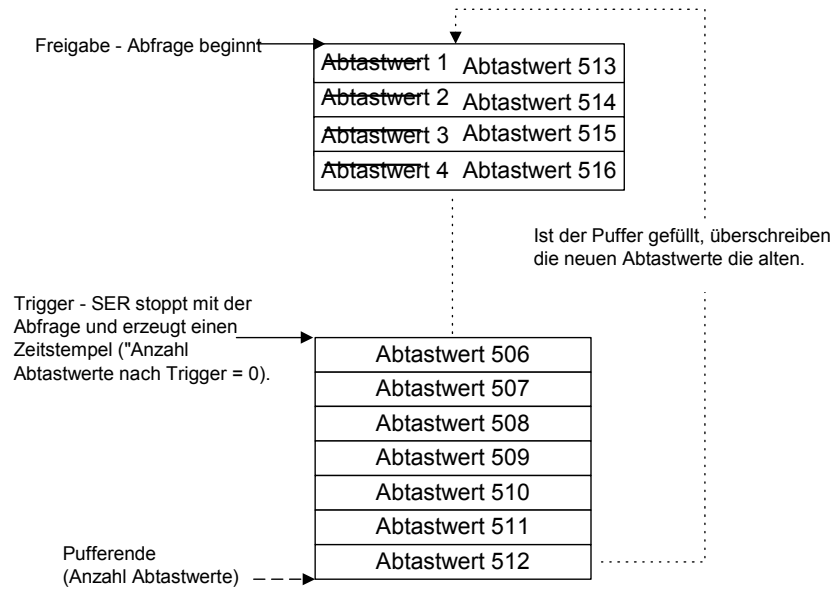 Freigabe - Abfrage beginnt
Abtastwert 1 Abtastwert 513
Abtastwert 2 Abtastwert 514
Abtastwert 3 Abtastwert 515
Abtastwert 4 Abtastwert 516
Ist der Puffer gefüllt, überschreiben
die neuen Abtastwerte die alten.
Trigger - SER stoppt mit der
Abfrage und erzeugt einen
Zeitstempel ("Anzahl
Abtastwerte nach Trigger = 0).
Abtastwert 506
Abtastwert 507
Abtastwert 508
Abtastwert 509
Abtastwert 510
Abtastwert 511
Abtastwert 512
Pufferende
(Anzahl Abtastwerte)